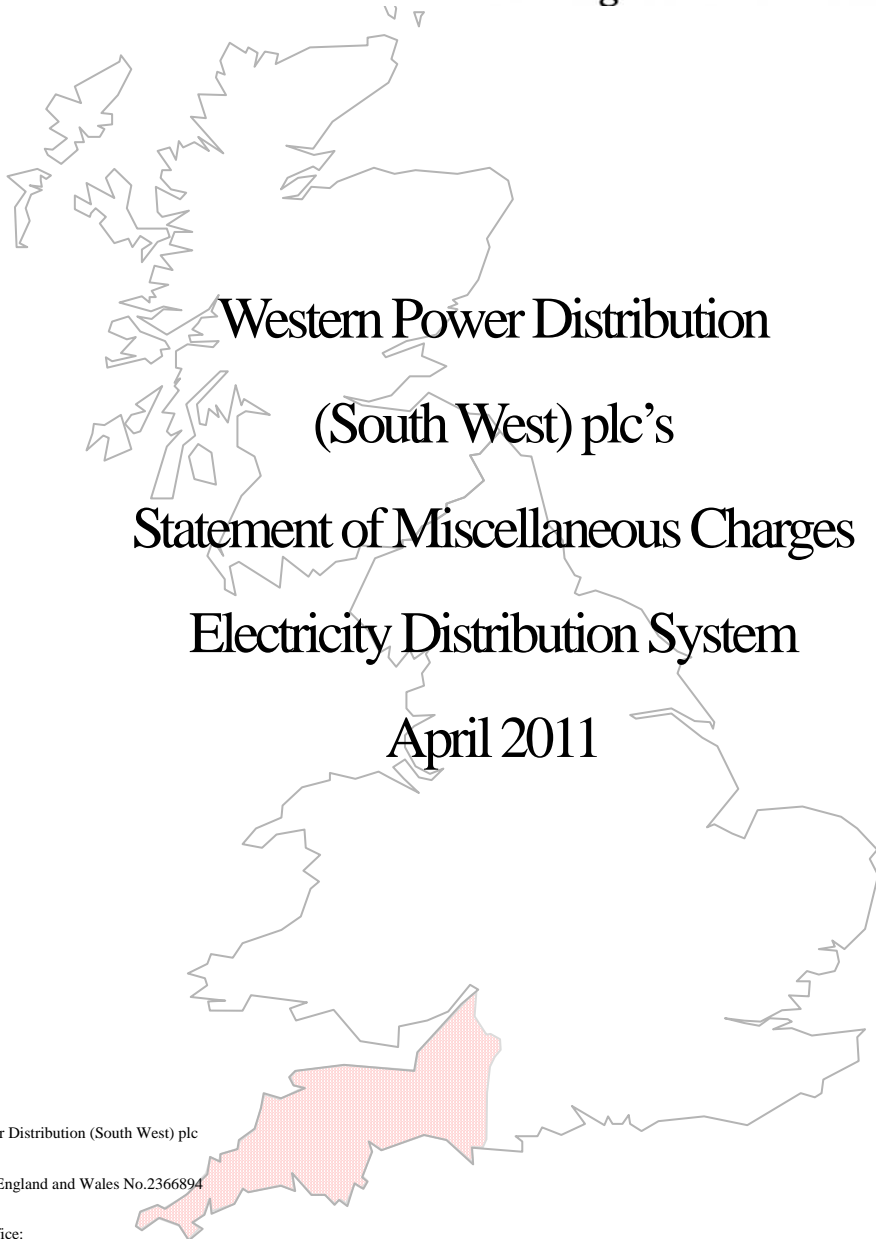 Western Power Distribution
(South West) plc's
Statement of Miscellaneous Charges
Electricity Distribution System
April 2011
Distribution (South West) plc
England and Wales No.2366894